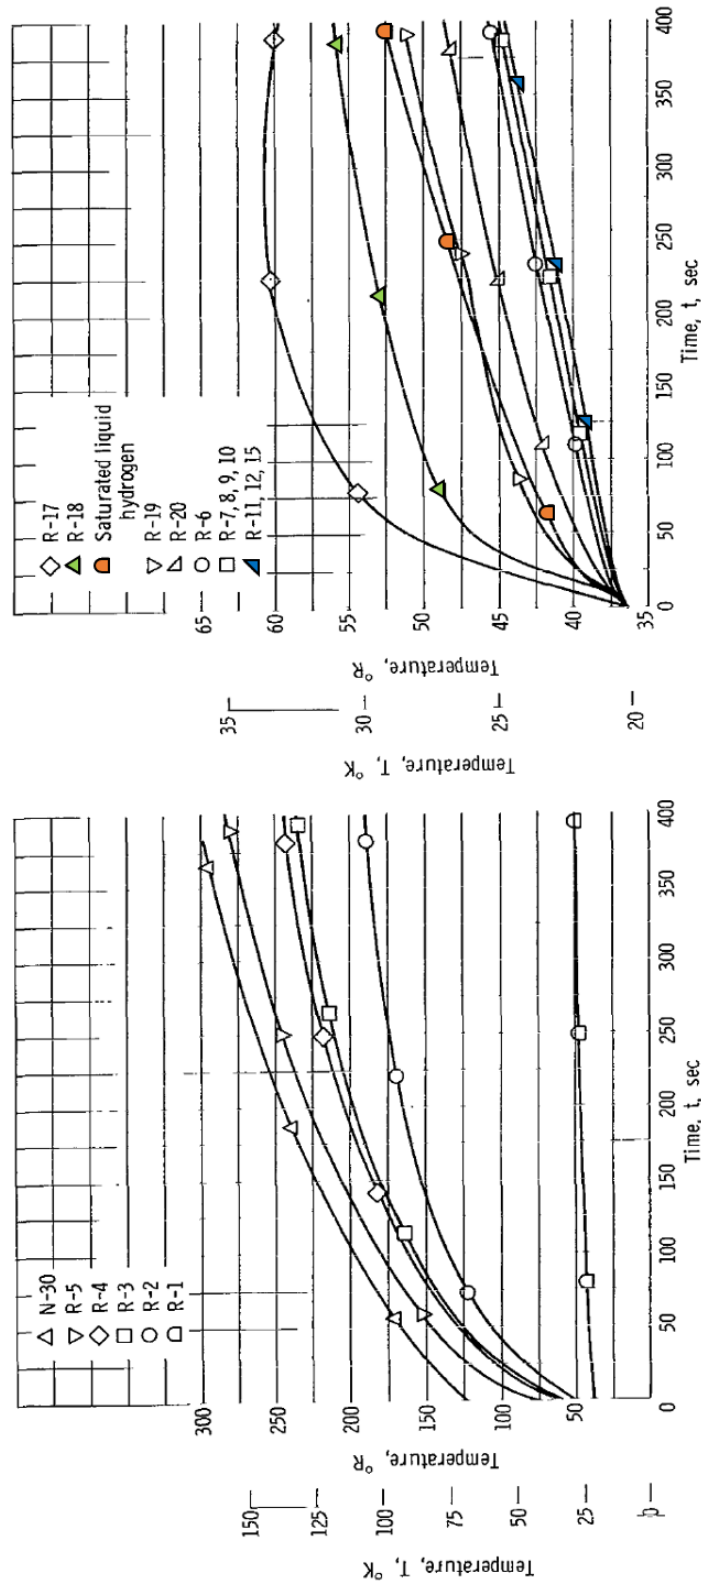 Temperature, T, °K
150
125
100
75
50
25
0
Temperature, °R
300
250
200
150
100
50
N-30
R-5
R-4
R-3
R-2
R-1
0
50
100
150
200
250
300
350
400
Time, t, sec
Temperature, T, °K
35
30
25
20
Temperature, °R
65
60
55
50
45
40
35
R-17
R-18
Saturated liquid
hydrogen
R-19
R-20
R-6
R-7, 8, 9, 10
R-11, 12, 15
0
50
100
150
200
250
300
350
400
Time, t, sec